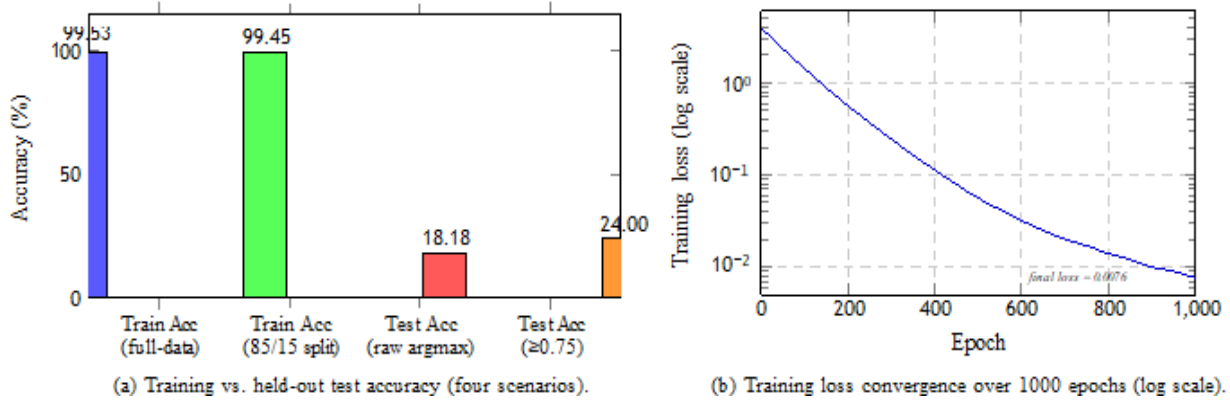 99.53
99.45
18.18
24.00
100
50
0
Accuracy (%)
Train Acc
(full-data)
Train Acc
(85/15 split)
Test Acc
(raw argmax)
Test Acc
(≥0.75)
(a) Training vs. held-out test accuracy (four scenarios).
Training loss (log scale)
10⁰
10⁻¹
10⁻²
final loss = 0.0076
0 200 400 600 800 1,000
Epoch
(b) Training loss convergence over 1000 epochs (log scale).